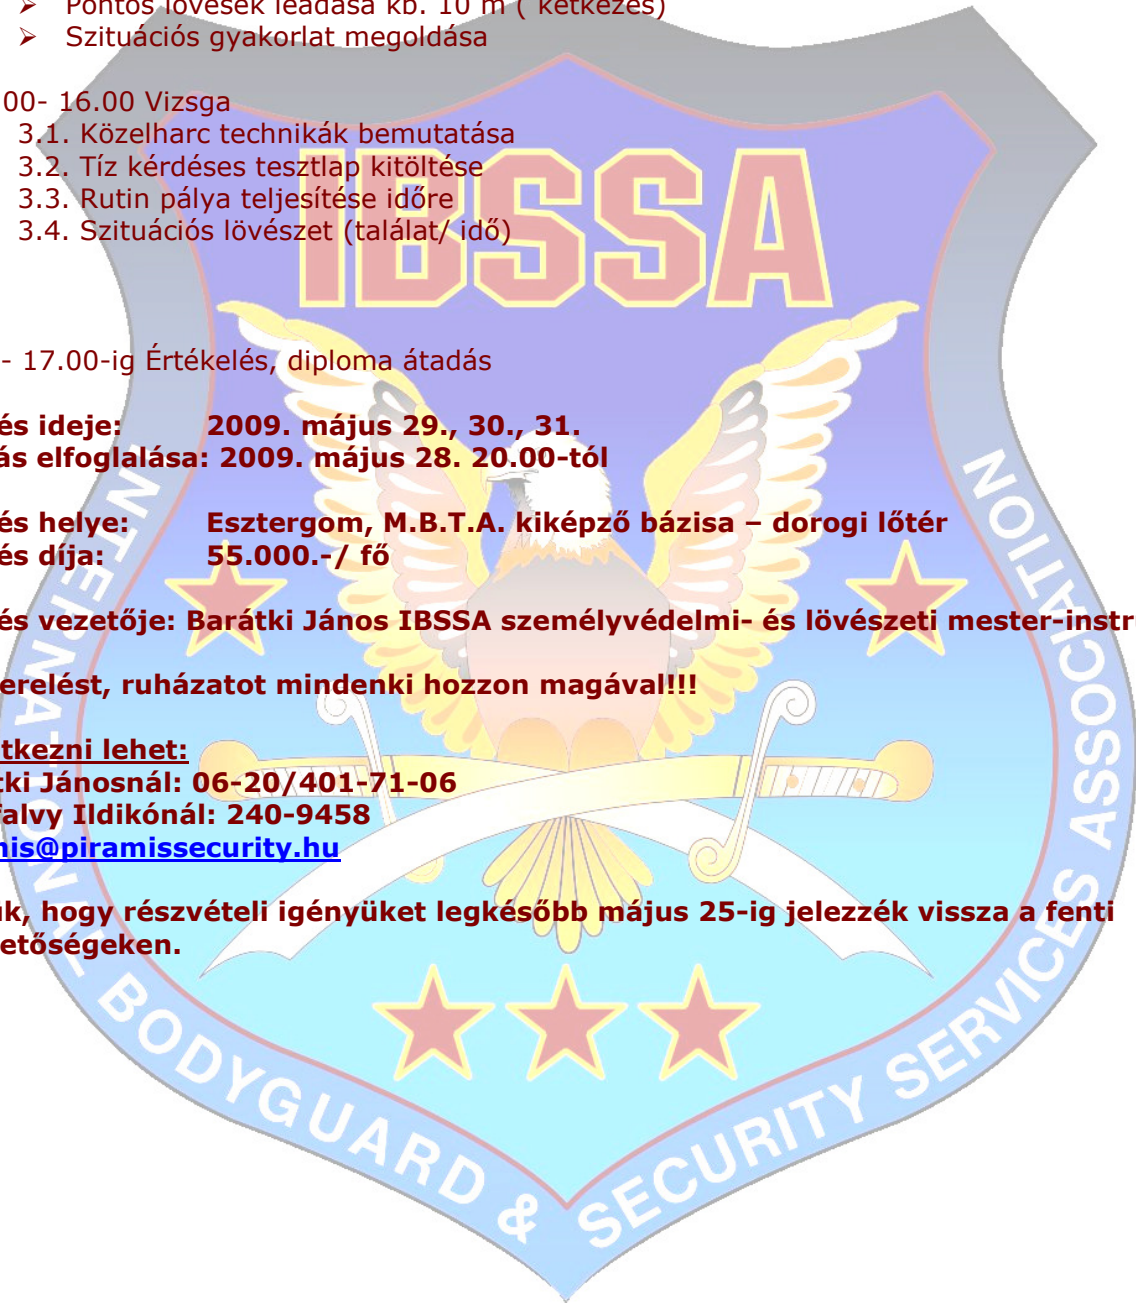 ➢ Pontos lövések leadása kb. 10 m ( kétkezes)
➢ Szituációs gyakorlat megoldása
00- 16.00 Vizsga
3.1. Közelharc technikák bemutatása
3.2. Tíz kérdéses tesztlap kitöltése
3.3. Rutin pálya teljesítése időre
3.4. Szituációs lövészet (találat/ idő)
- 17.00-ig Értékelés, diploma átadás
és ideje: 2009. május 29., 30., 31.
ás elfoglalása: 2009. május 28. 20.00-tól
és helye: Esztergom, M.B.T.A. kiképző bázisa – dorogi lőtér
és díja: 55.000.-/ fő
és vezetője: Barátki János IBSSA személyvédelmi- és lövészeti mester-instr
erelést, ruházatot mindenki hozzon magával!!!
tkezni lehet:
tki Jánosnál: 06-20/401-71-06
falvy Ildikónál: 240-9458
nis@piramissecurity.hu
uk, hogy részvételi igényüket legkésőbb május 25-ig jelezzék vissza a fenti
etőségeken.
IBSSA
INTERNATIONAL BODYGUARD & SECURITY SERVICES ASSOCIATION